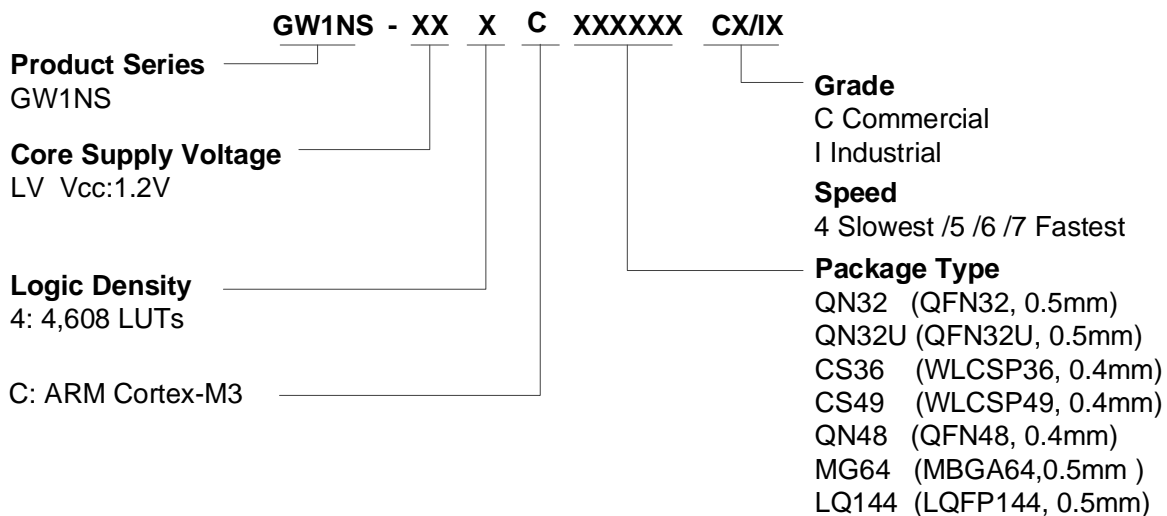 GW1NS - XX X C XXXXXX CX/IX
Product Series
GW1NS
Core Supply Voltage
LV Vcc:1.2V
Logic Density
4: 4,608 LUTs
C: ARM Cortex-M3
Grade
C Commercial
I Industrial
Speed
4 Slowest /5 /6 /7 Fastest
Package Type
QN32 (QFN32, 0.5mm)
QN32U (QFN32U, 0.5mm)
CS36 (WLCSP36, 0.4mm)
CS49 (WLCSP49, 0.4mm)
QN48 (QFN48, 0.4mm)
MG64 (MBGA64,0.5mm )
LQ144 (LQFP144, 0.5mm)